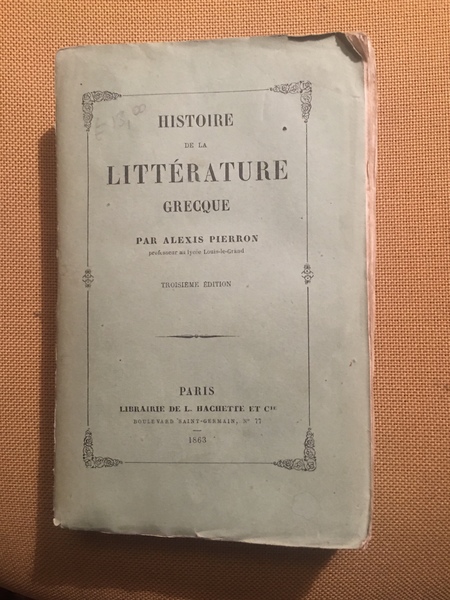 HISTOIRE
DE LA
LITTÉRATURE
GRECQUE
PAR ALEXIS PIERRON
professeur au lycée Louis-le-Grand
TROISIÈME ÉDITION
PARIS
LIBRAIRIE DE L. HACHETTE ET Cie
BOULEVARD SAINT-GERMAIN, N° 77
1863